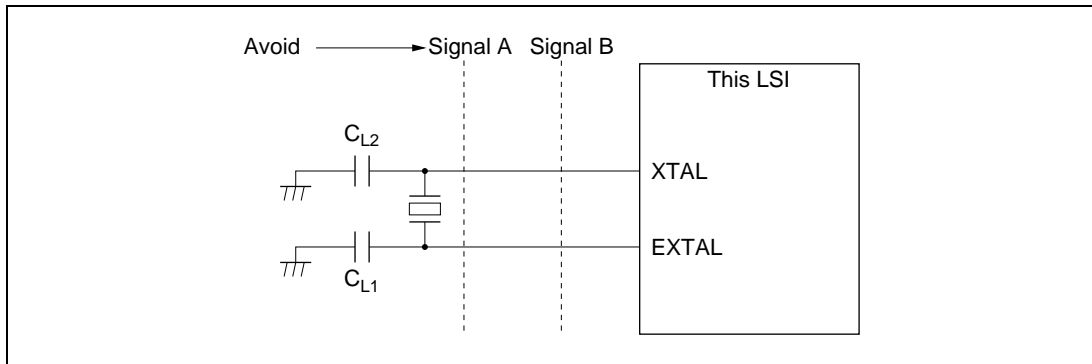 Avoid Signal A Signal B
This LSI
CL2
XTAL
EXTAL
CL1